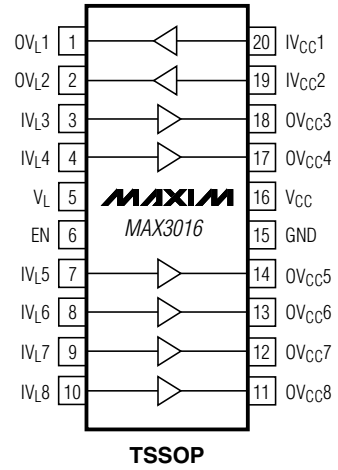 OVL1 1 20 IVCC1
OVL2 2 19 IVCC2
IVL3 3 18 OVCC3
IVL4 4 17 OVCC4
VL 5 MAXIM 16 VCC
EN 6 MAX3016 15 GND
IVL5 7 14 OVCC5
IVL6 8 13 OVCC6
IVL7 9 12 OVCC7
IVL8 10 11 OVCC8
TSSOP